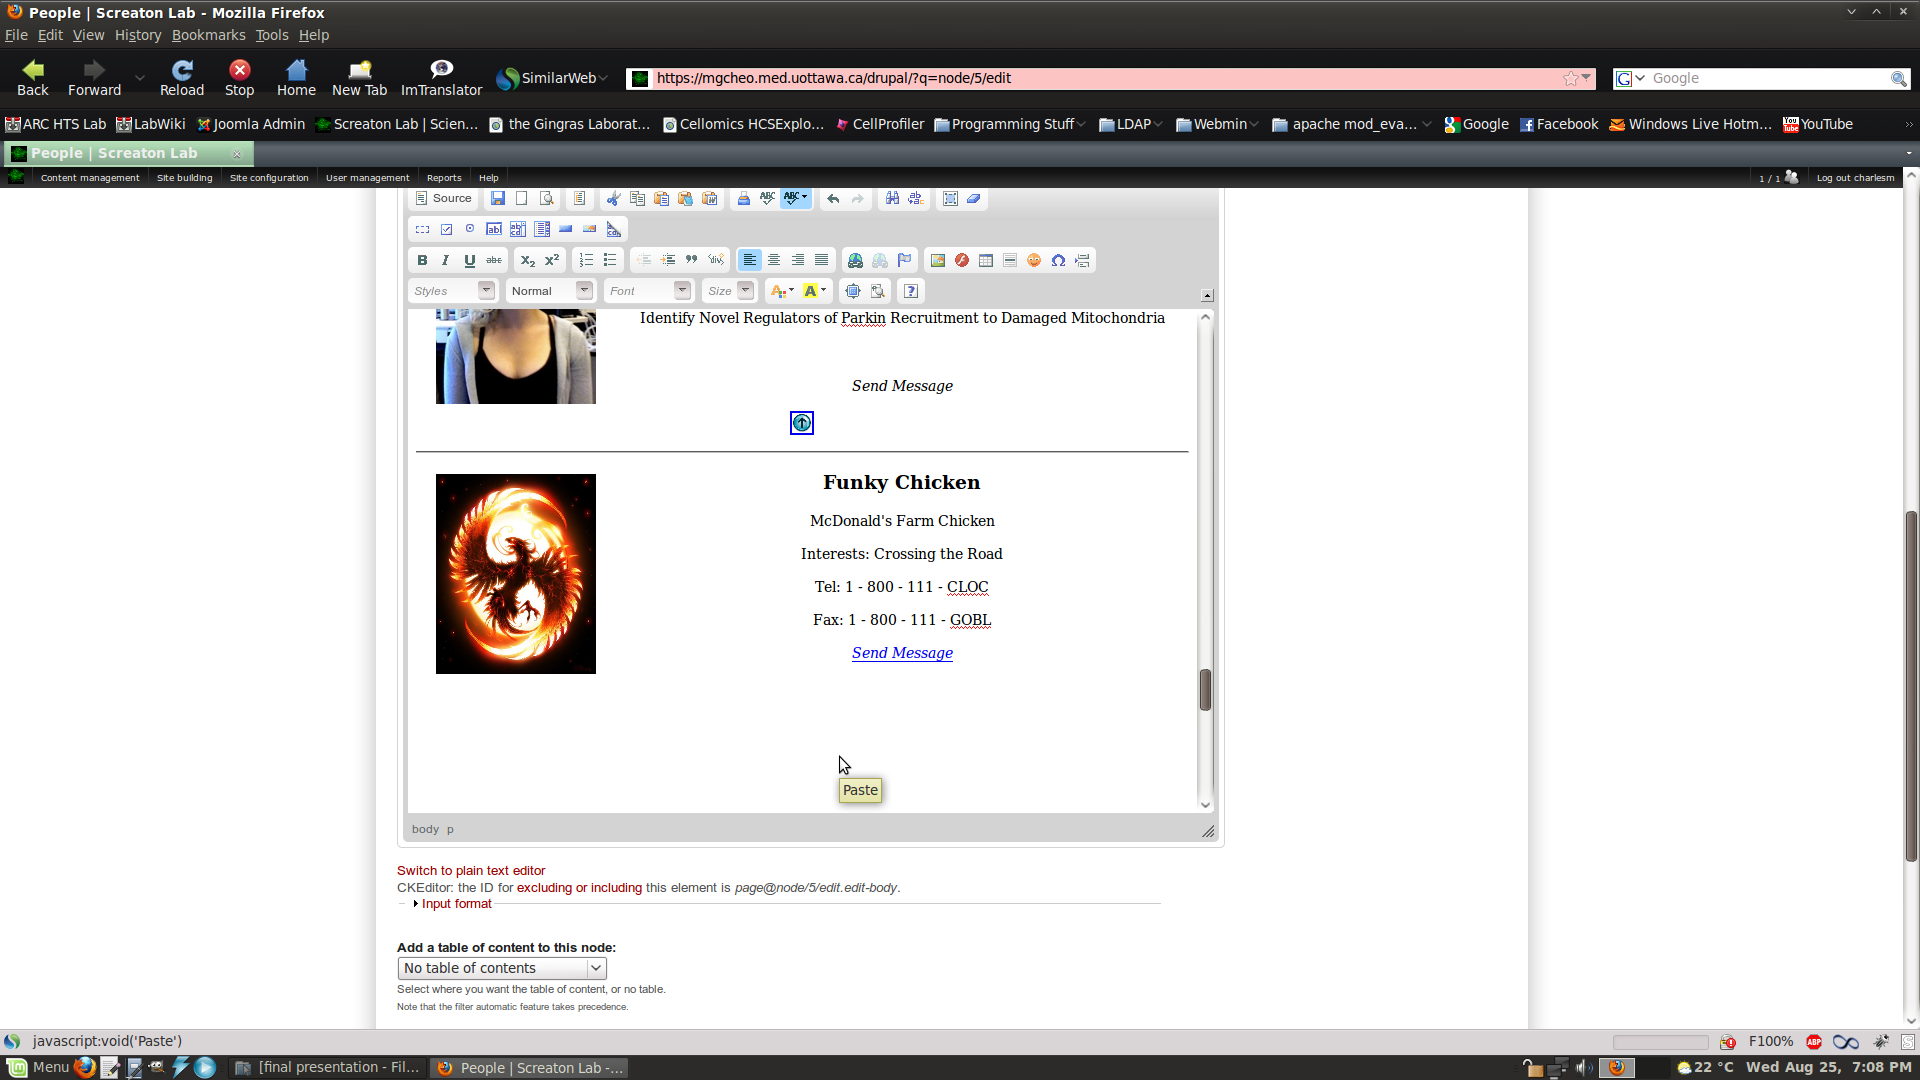 People | Screaton Lab - Mozilla Firefox
File Edit View History Bookmarks Tools Help
Back Forward Reload Stop Home New Tab ImTranslator SimilarWeb https://mgcheo.med.uottawa.ca/drupal/?q=node/5/edit Google
ARC HTS Lab LabWiki Joomla Admin Screaton Lab | Scien... the Gingras Laborat... Cellomics HCSExplo... CellProfiler Programming Stuff LDAP Webmin apache mod_eva... Google Facebook Windows Live Hotm... YouTube
People | Screaton Lab
Content management Site building Site configuration User management Reports Help 1 / 1 Log out charlesm
Source
Styles Normal Font Size
Identify Novel Regulators of Parkin Recruitment to Damaged Mitochondria
Send Message
Funky Chicken
McDonald's Farm Chicken
Interests: Crossing the Road
Tel: 1 - 800 - 111 - CLOC
Fax: 1 - 800 - 111 - GOBL
Send Message
Paste
body p
Switch to plain text editor
CKEditor: the ID for excluding or including this element is page@node/5/edit.edit-body.
Input format
Add a table of content to this node:
No table of contents
Select where you want the table of content, or no table.
Note that the filter automatic feature takes precedence.
javascript:void('Paste') F100% ABP
Menu [final presentation - Fil... People | Screaton Lab -... 22 °C Wed Aug 25, 7:08 PM